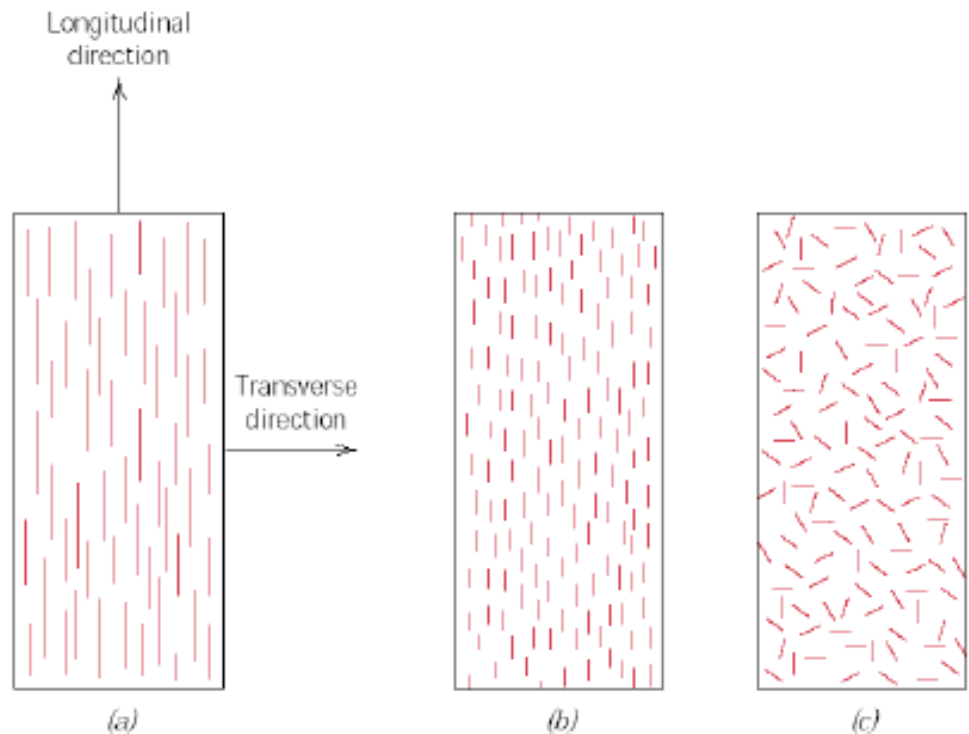 Longitudinal
direction
Transverse
direction
(a)
(b)
(c)